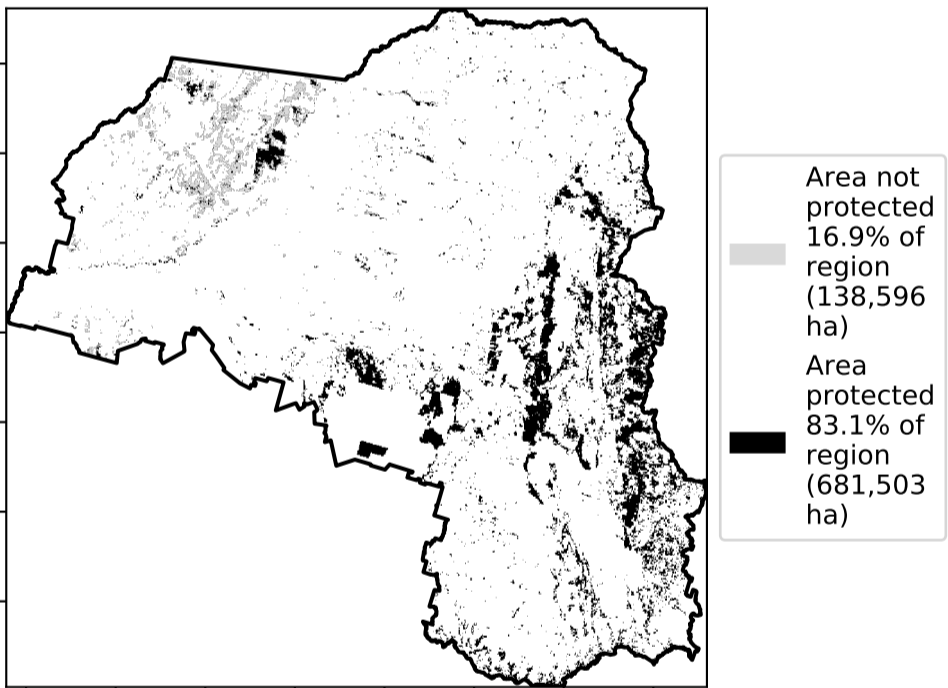 Area not
protected
16.9% of
region
(138,596
ha)
Area
protected
83.1% of
region
(681,503
ha)